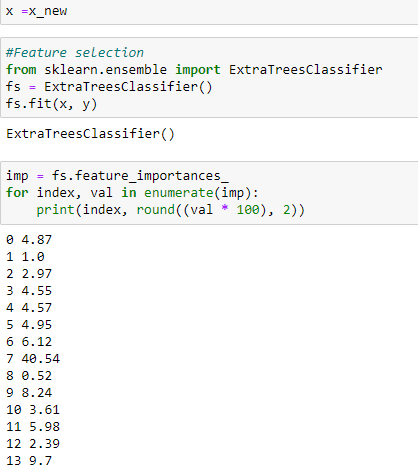 x =x_new
#Feature selection
from sklearn.ensemble import ExtraTreesClassifier
fs = ExtraTreesClassifier()
fs.fit(x, y)
ExtraTreesClassifier()
imp = fs.feature_importances_
for index, val in enumerate(imp):
    print(index, round((val * 100), 2))
0 4.87
1 1.0
2 2.97
3 4.55
4 4.57
5 4.95
6 6.12
7 40.54
8 0.52
9 8.24
10 3.61
11 5.98
12 2.39
13 9.7